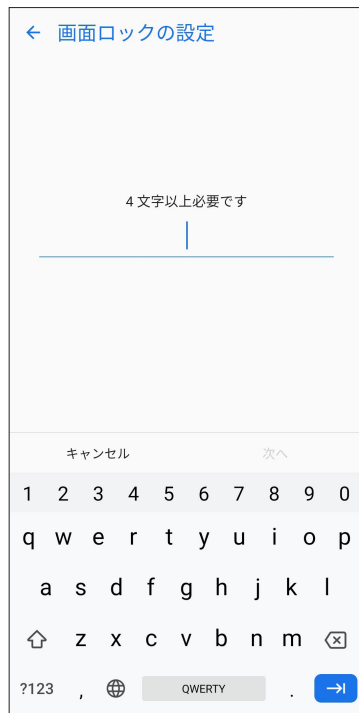 画面ロックの設定
4 文字以上必要です
キャンセル 次へ
1 2 3 4 5 6 7 8 9 0
q w e r t y u i o p
a s d f g h j k l
z x c v b n m
?123 , QWERTY .